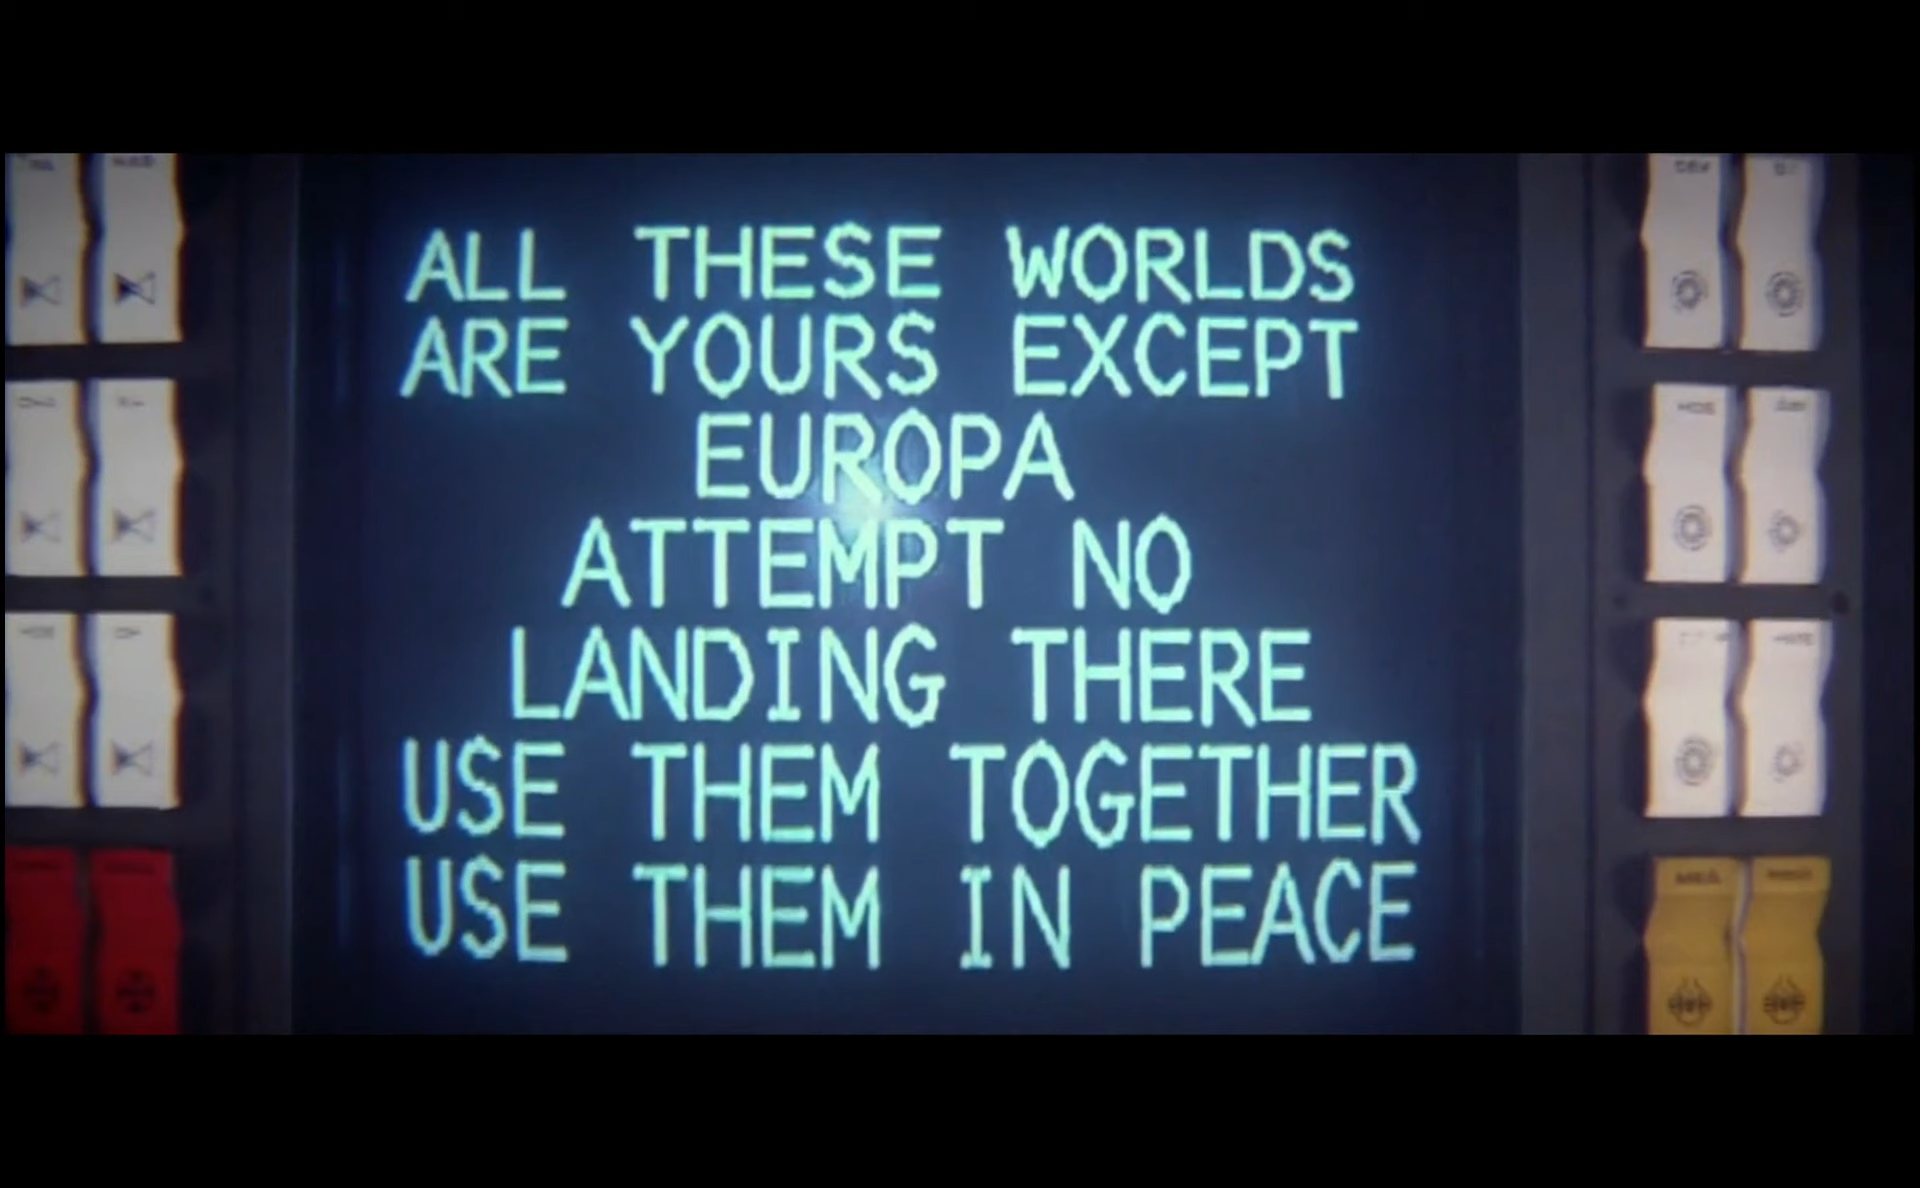 ALL THESE WORLDS
ARE YOURS EXCEPT
EUROPA
ATTEMPT NO
LANDING THERE
USE THEM TOGETHER
USE THEM IN PEACE